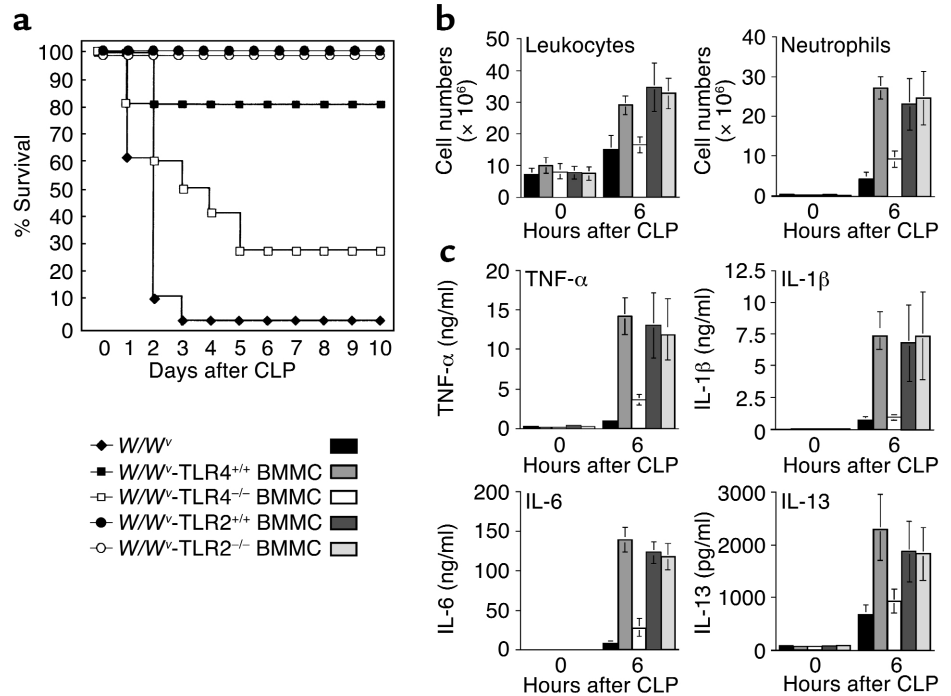 a
100
90
80
70
60
50
40
30
20
10
0
% Survival
0 1 2 3 4 5 6 7 8 9 10
Days after CLP
W/Wᵛ
W/Wᵛ-TLR4⁺/⁺ BMMC
W/Wᵛ-TLR4⁻/⁻ BMMC
W/Wᵛ-TLR2⁺/⁺ BMMC
W/Wᵛ-TLR2⁻/⁻ BMMC
b
Leukocytes
Cell numbers
(× 10⁶)
50
40
30
20
10
0
0 6
Hours after CLP
Neutrophils
Cell numbers
(× 10⁶)
40
30
20
10
0
0 6
Hours after CLP
c
TNF-α
TNF-α (ng/ml)
20
15
10
5
0
0 6
IL-1β
IL-1β (ng/ml)
12.5
10
7.5
5
2.5
0
0 6
IL-6
IL-6 (ng/ml)
200
150
100
50
0
0 6
Hours after CLP
IL-13
IL-13 (pg/ml)
3000
2000
1000
0
0 6
Hours after CLP